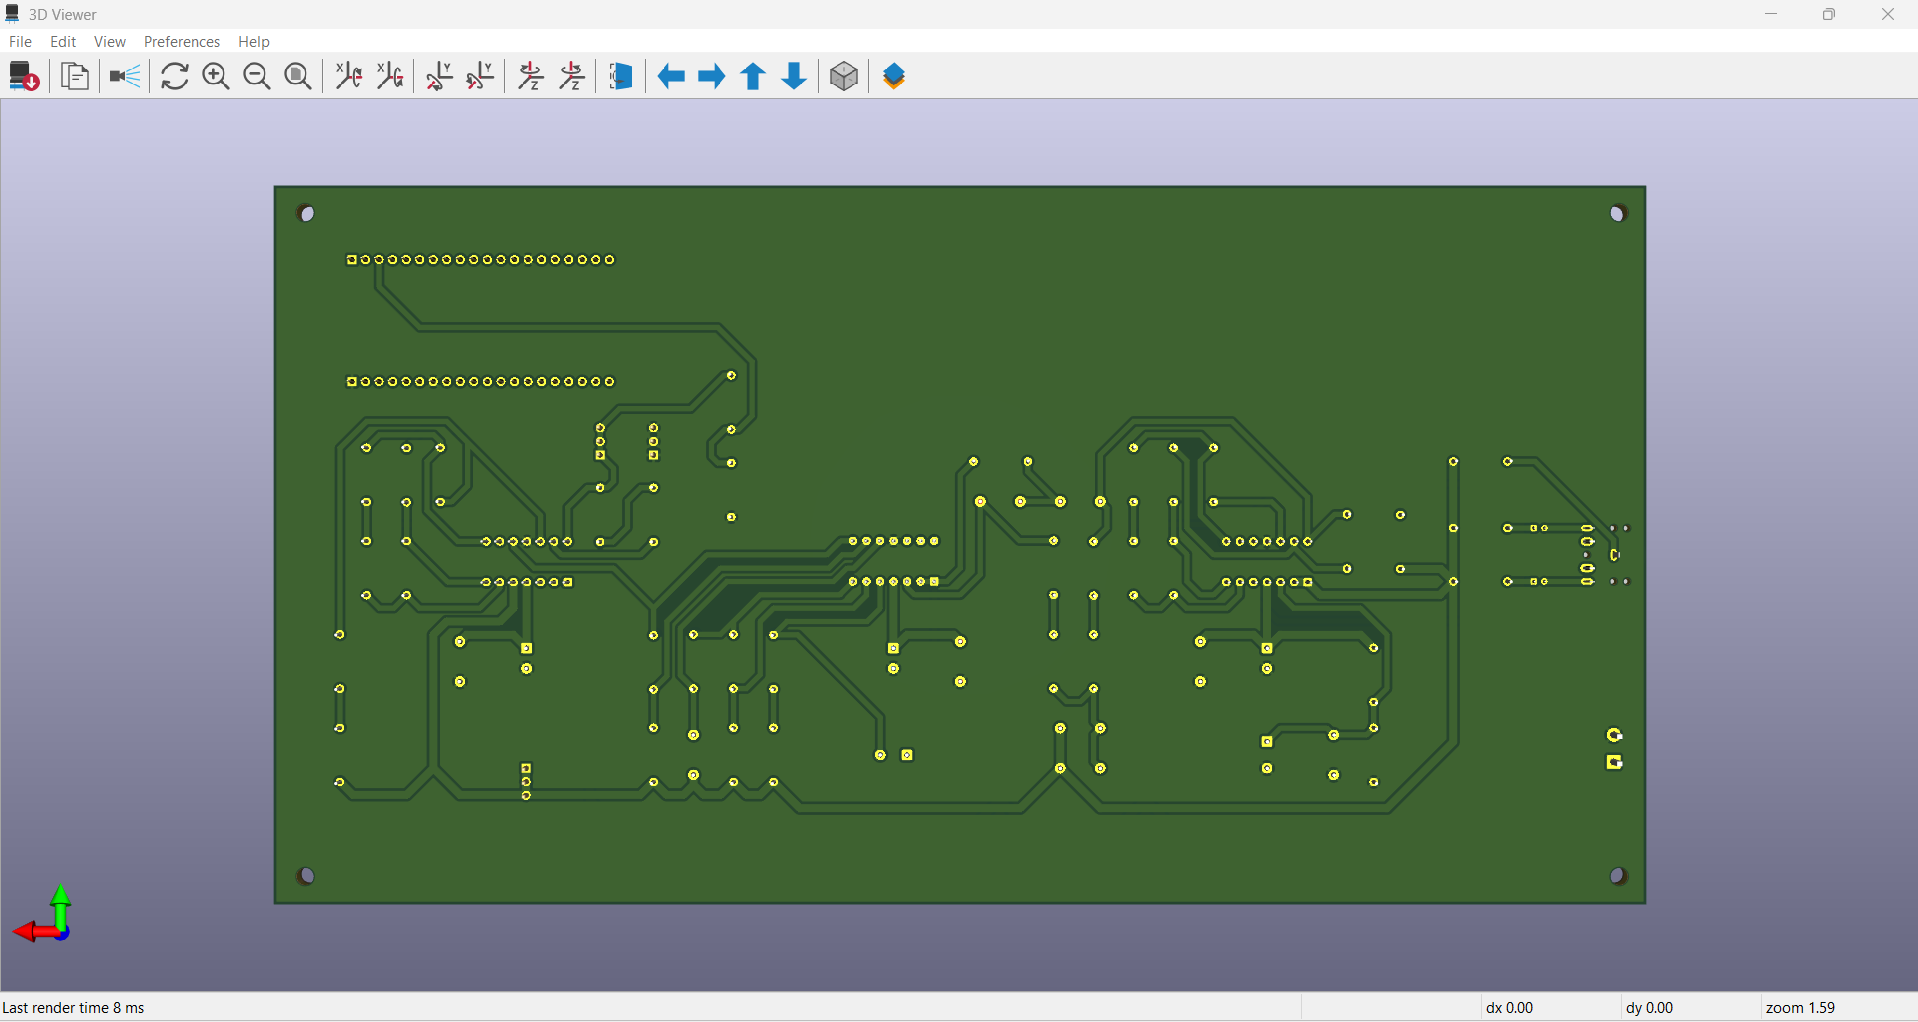 3D Viewer
File Edit View Preferences Help
X X Y Y Z Z
Last render time 8 ms dx 0.00 dy 0.00 zoom 1.59